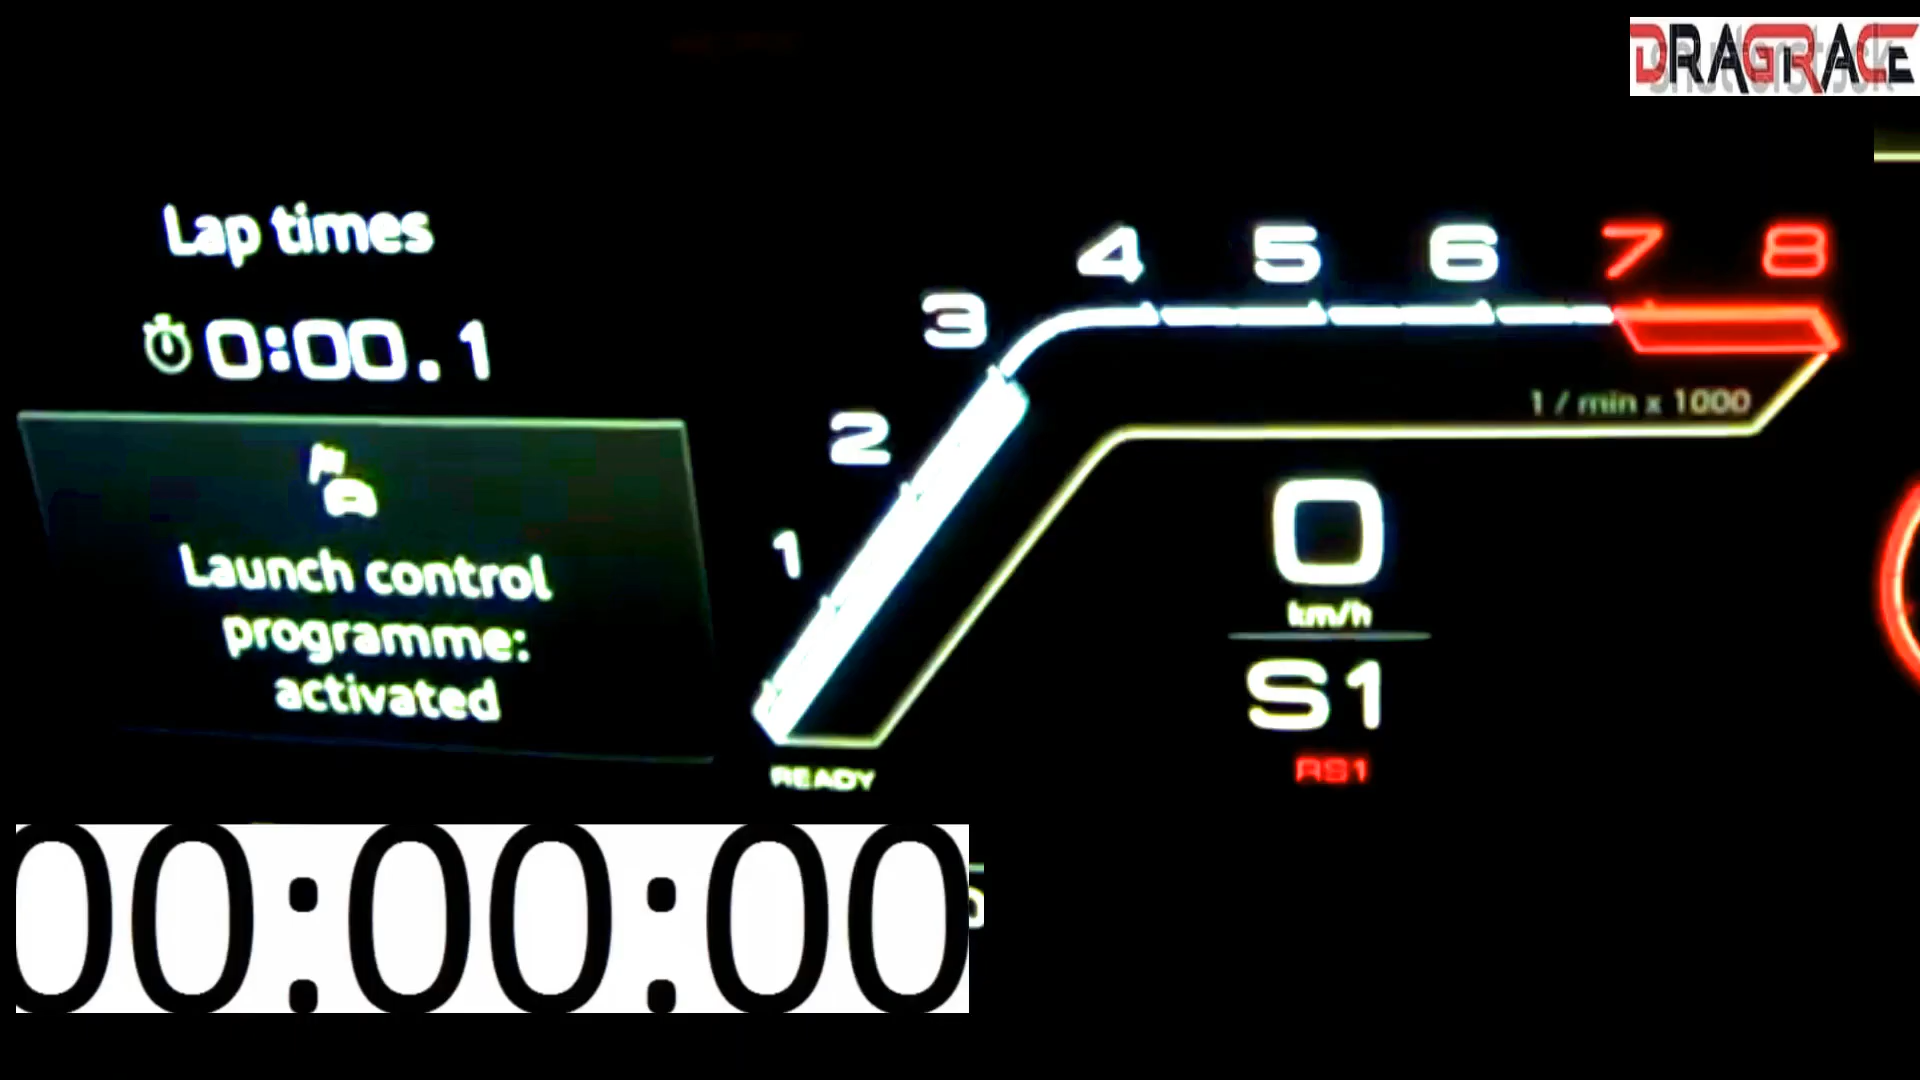 DRAGRACE
shutterstock
Lap times
0:00.1
Launch control
programme:
activated
1 2 3 4 5 6 7 8
1 / min x 1000
0
km/h
S1
RS1
READY
00:00:00